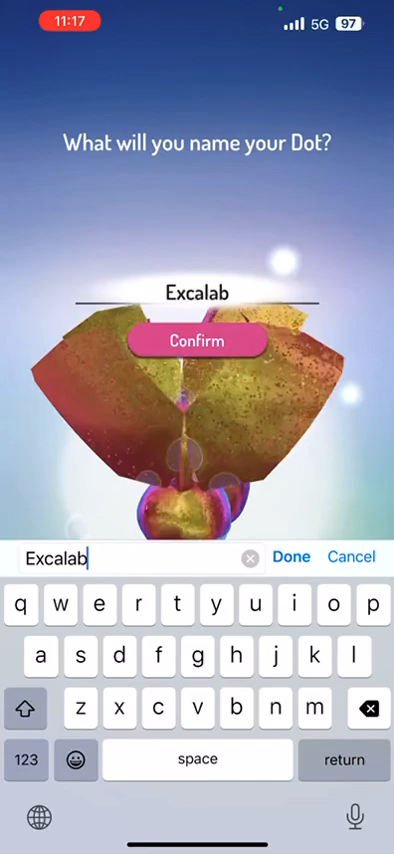 11:17
5G
97
What will you name your Dot?
Excalab
Confirm
Excalab
Done
Cancel
q w e r t y u i o p
a s d f g h j k l
z x c v b n m
123
space
return